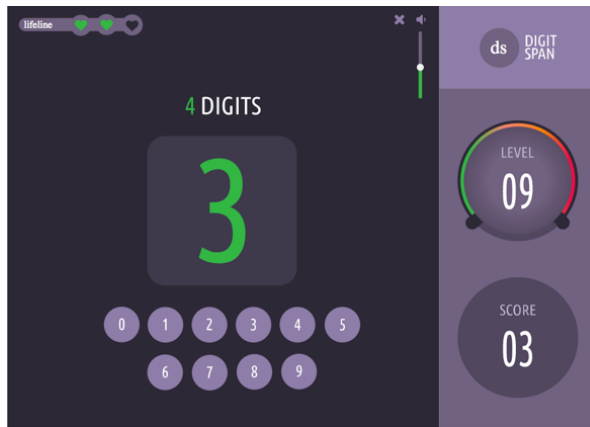 lifeline
4 DIGITS
3
0 1 2 3 4 5
6 7 8 9
ds DIGIT SPAN
LEVEL
09
SCORE
03